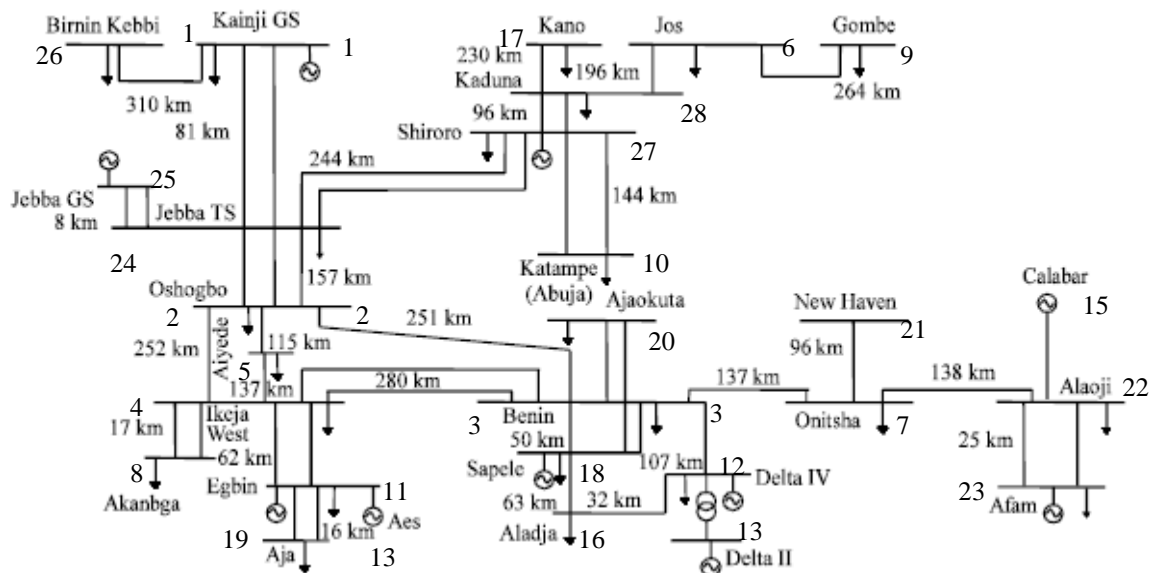 Birnin Kebbi
Kainji GS
Kano
Jos
Gombe
26
1
1
17
6
9
230 km
196 km
264 km
Kaduna
310 km
28
81 km
96 km
Shiroro
27
244 km
25
144 km
Jebba GS
8 km
Jebba TS
24
157 km
Katampe
(Abuja)
10
Ajaokuta
Calabar
15
Oshogbo
New Haven
2
2
251 km
20
21
252 km
Aiyede
115 km
5
96 km
137 km
280 km
137 km
138 km
Alaoji
22
4
Ikeja
West
3
Benin
3
Onitsha
7
17 km
50 km
25 km
62 km
Sapele
107 km
12
Delta IV
8
Akanbga
18
Egbin
11
63 km
32 km
23
Afam
Aes
19
16 km
Aladja
16
13
Aja
13
Delta II